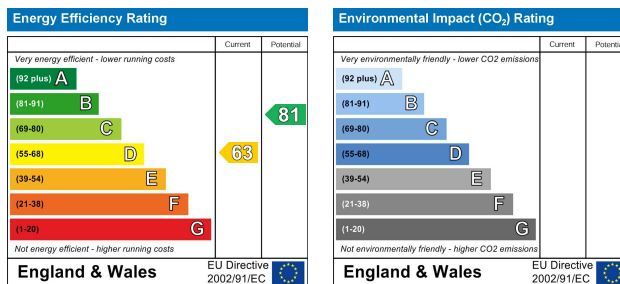 Energy Efficiency Rating
Current Potential
Very energy efficient - lower running costs
(92 plus) A
(81-91) B
81
(69-80) C
(55-68) D
63
(39-54) E
(21-38) F
(1-20) G
Not energy efficient - higher running costs
England & Wales
EU Directive
2002/91/EC
Environmental Impact (CO₂) Rating
Current Potential
Very environmentally friendly - lower CO2 emissions
(92 plus) A
(81-91) B
(69-80) C
(55-68) D
(39-54) E
(21-38) F
(1-20) G
Not environmentally friendly - higher CO2 emissions
England & Wales
EU Directive
2002/91/EC